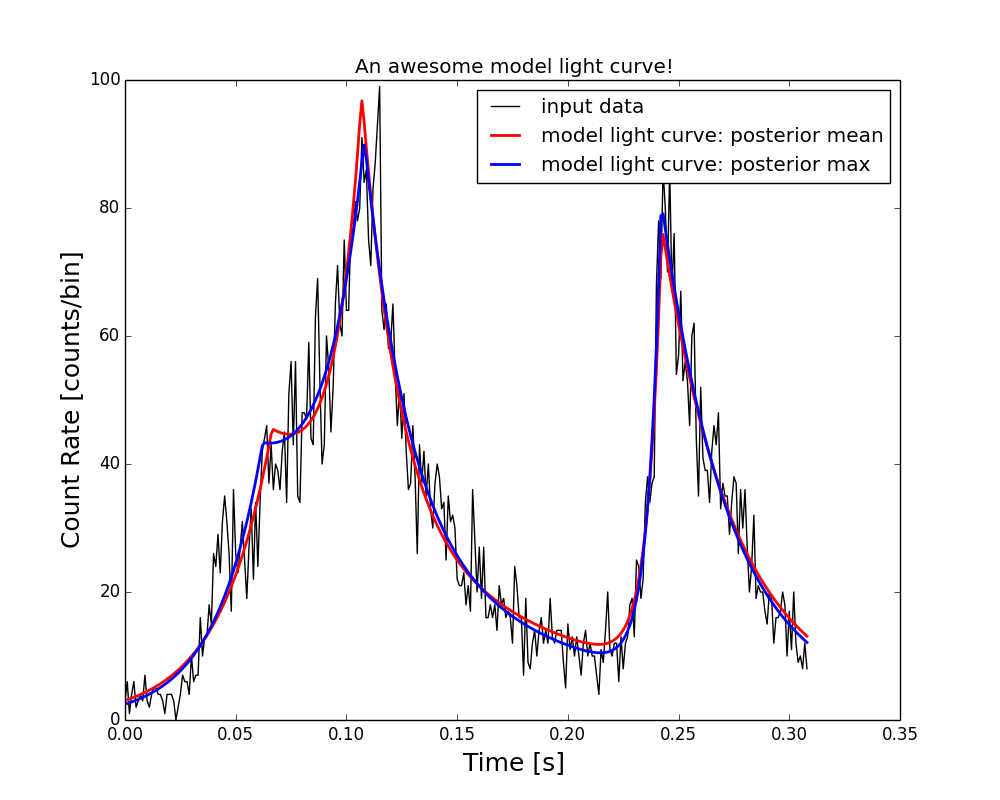 An awesome model light curve!
100
80
60
40
20
0
Count Rate [counts/bin]
input data
model light curve: posterior mean
model light curve: posterior max
0.00 0.05 0.10 0.15 0.20 0.25 0.30 0.35
Time [s]